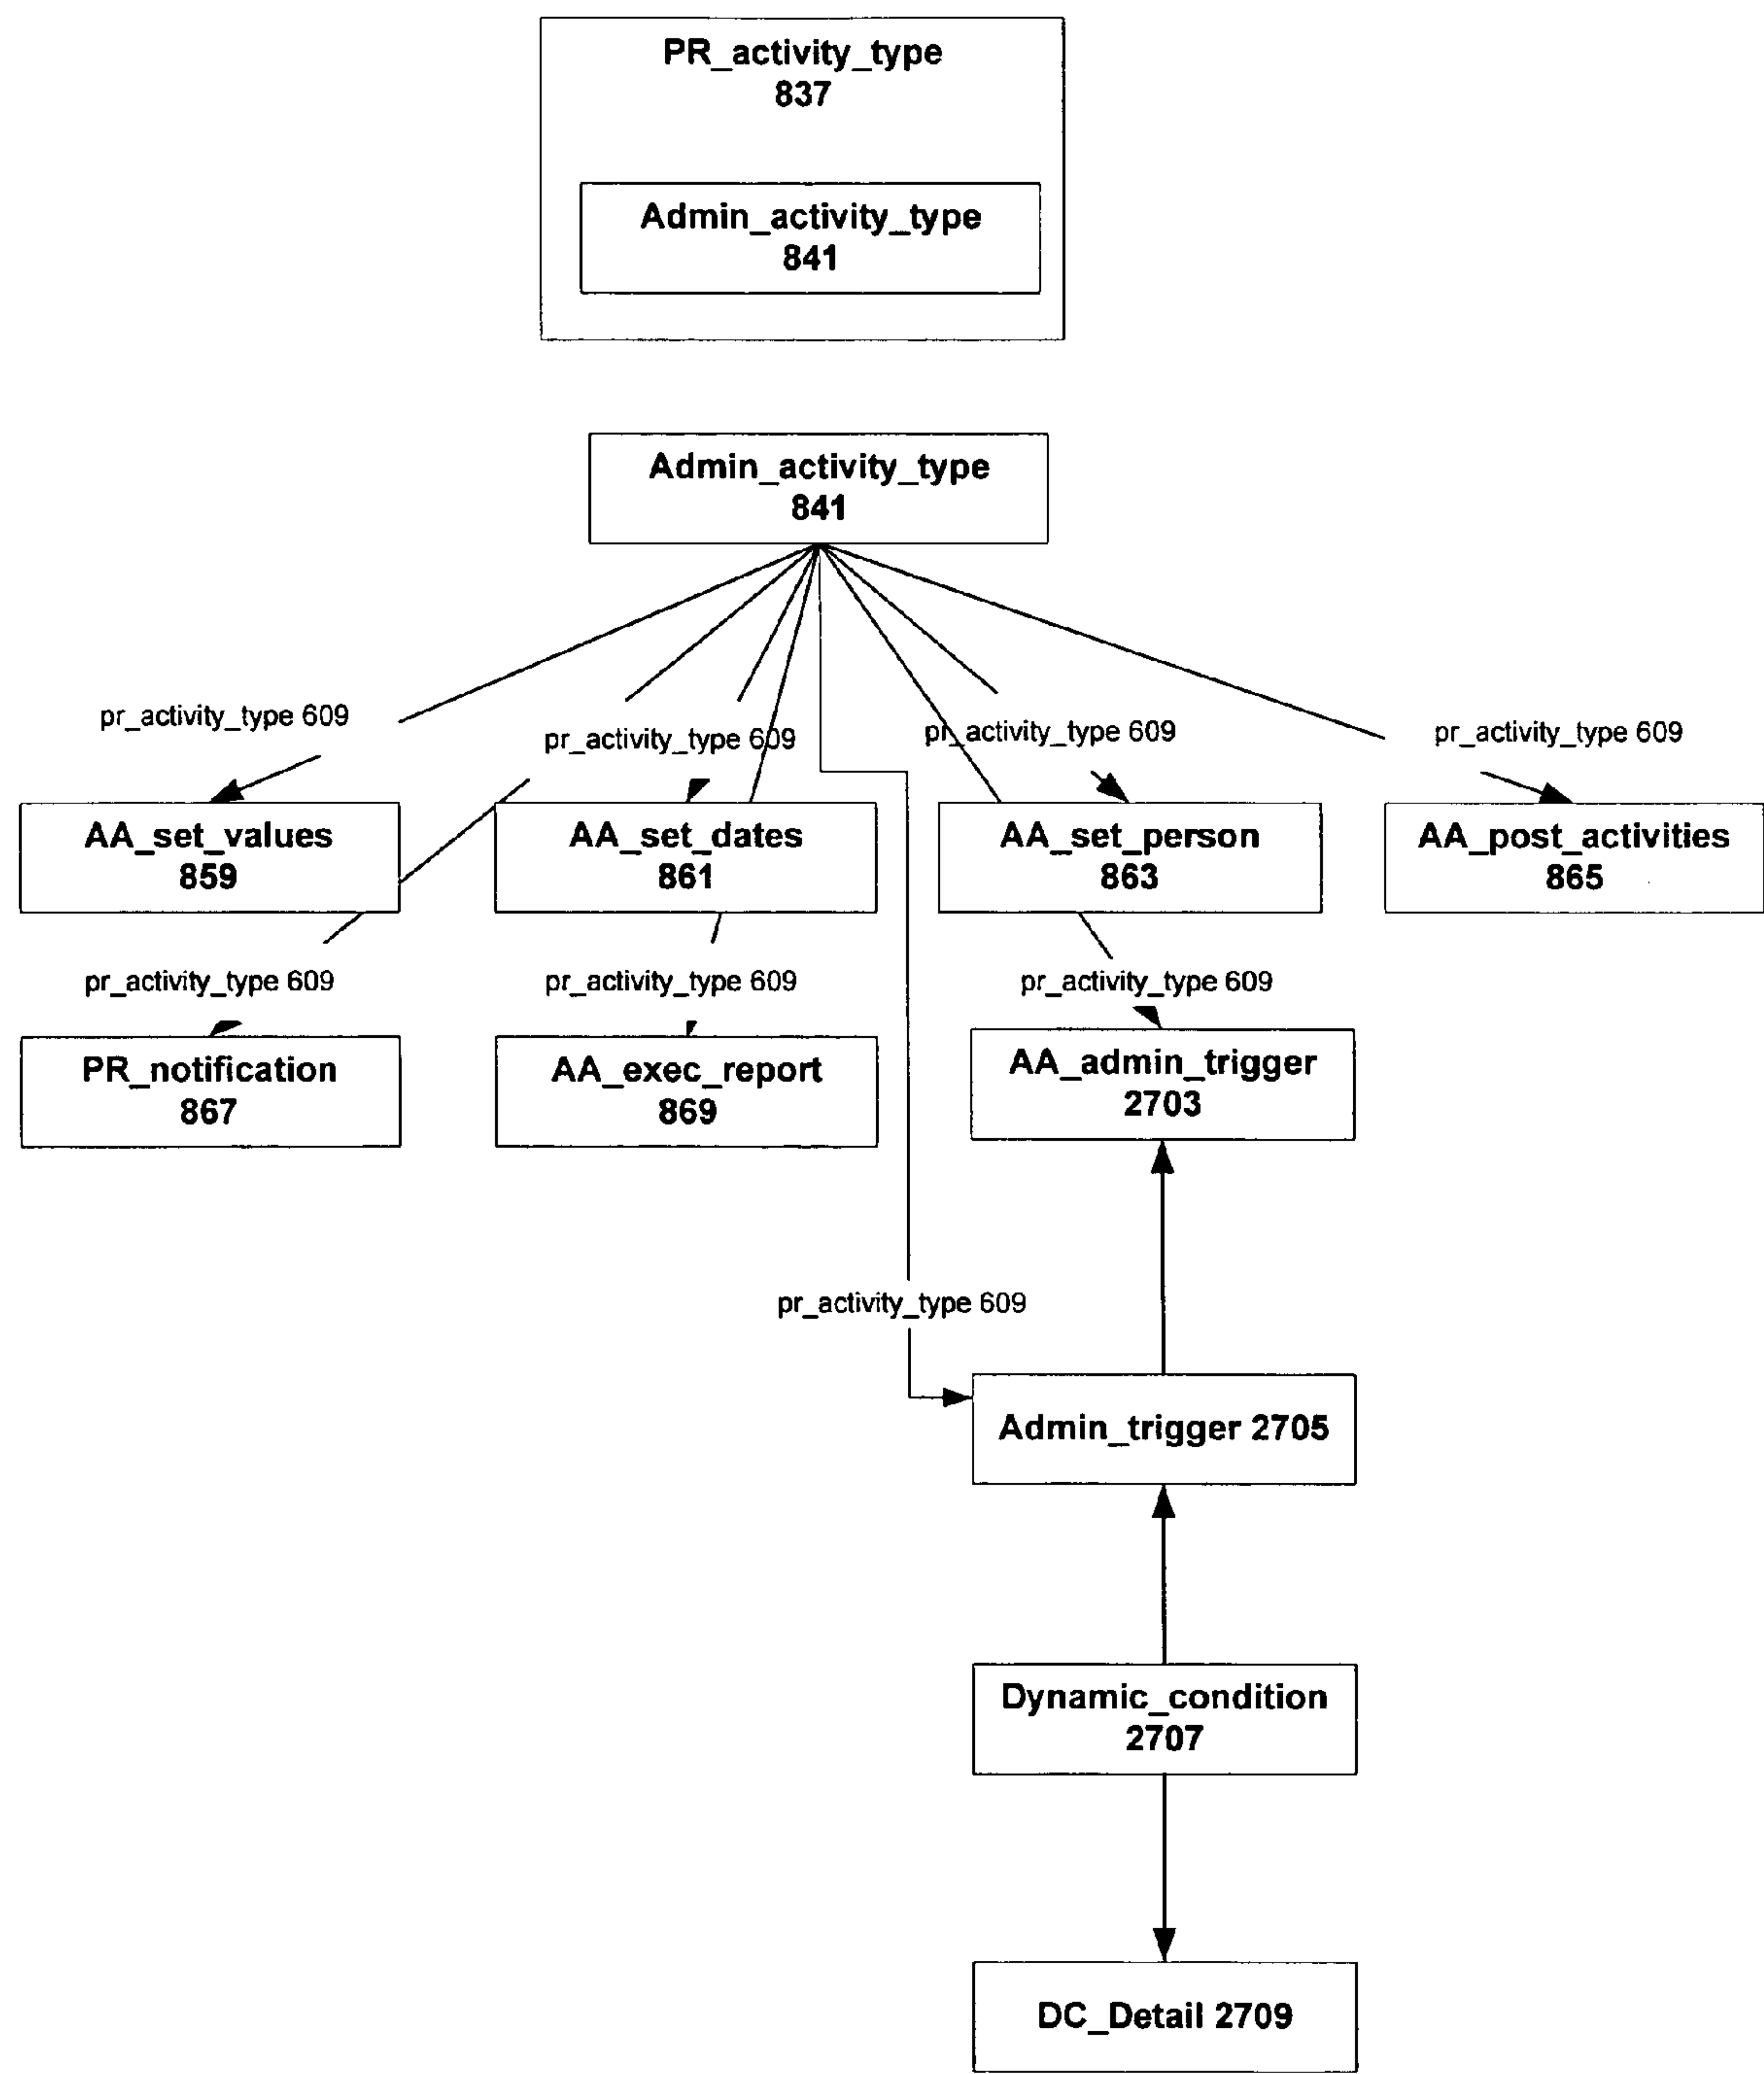 PR_activity_type
837
Admin_activity_type
841
Admin_activity_type
841
pr_activity_type 609
pr_activity_type 609
pr_activity_type 609
pr_activity_type 609
AA_set_values
859
AA_set_dates
861
AA_set_person
863
AA_post_activities
865
pr_activity_type 609
pr_activity_type 609
pr_activity_type 609
PR_notification
867
AA_exec_report
869
AA_admin_trigger
2703
pr_activity_type 609
Admin_trigger 2705
Dynamic_condition
2707
DC_Detail 2709